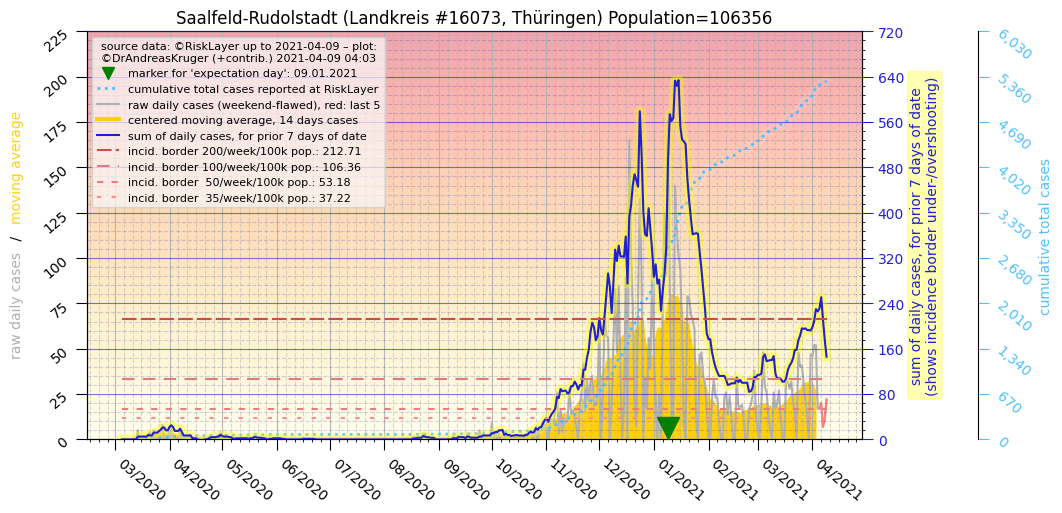 Saalfeld-Rudolstadt (Landkreis #16073, Thüringen) Population=106356
source data: ©RiskLayer up to 2021-04-09 – plot:
©DrAndreasKruger (+contrib.) 2021-04-09 04:03
marker for 'expectation day': 09.01.2021
cumulative total cases reported at RiskLayer
raw daily cases (weekend-flawed), red: last 5
centered moving average, 14 days cases
sum of daily cases, for prior 7 days of date
incid. border 200/week/100k pop.: 212.71
incid. border 100/week/100k pop.: 106.36
incid. border  50/week/100k pop.: 53.18
incid. border  35/week/100k pop.: 37.22
raw daily cases  /  moving average
225
200
175
150
125
100
75
50
25
0
03/2020
04/2020
05/2020
06/2020
07/2020
08/2020
09/2020
10/2020
11/2020
12/2020
01/2021
02/2021
03/2021
04/2021
720
640
560
480
400
320
240
160
80
0
sum of daily cases, for prior 7 days of date
(shows incidence border under-/overshooting)
6,030
5,360
4,690
4,020
3,350
2,680
2,010
1,340
670
0
cumulative total cases